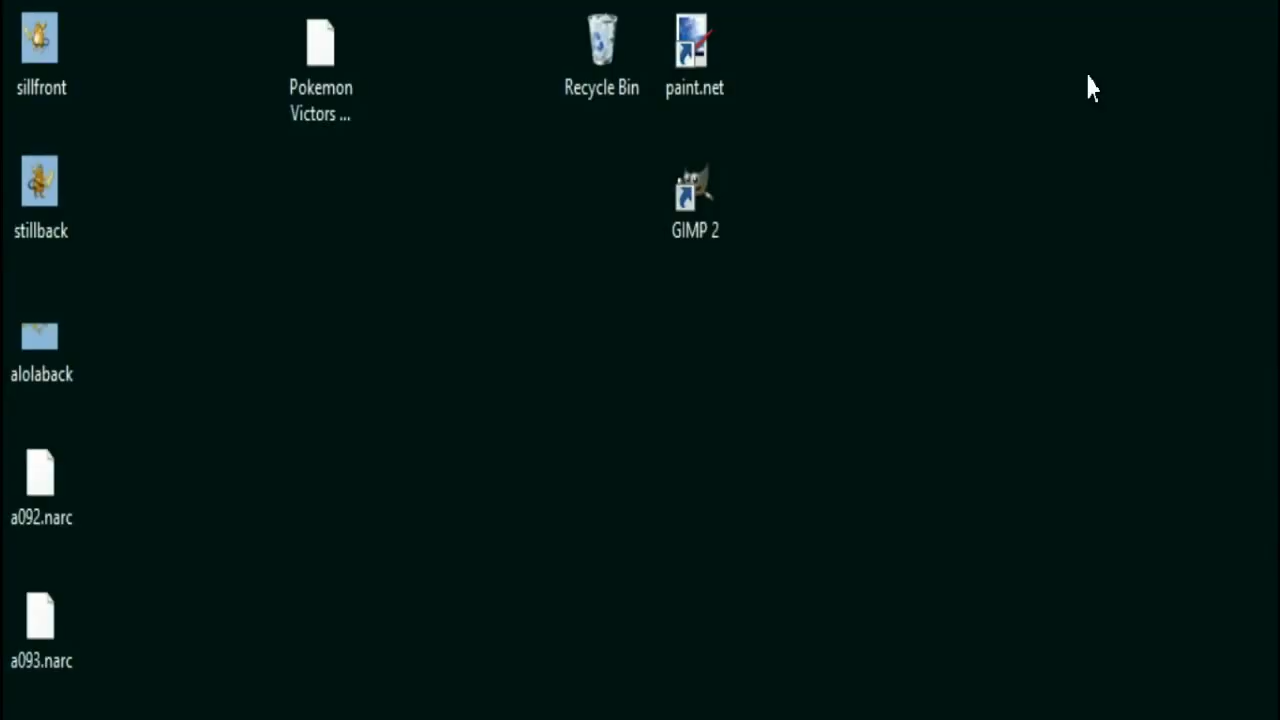 sillfront
Pokemon
Victors ...
Recycle Bin
paint.net
stillback
GIMP 2
alolaback
a092.narc
a093.narc